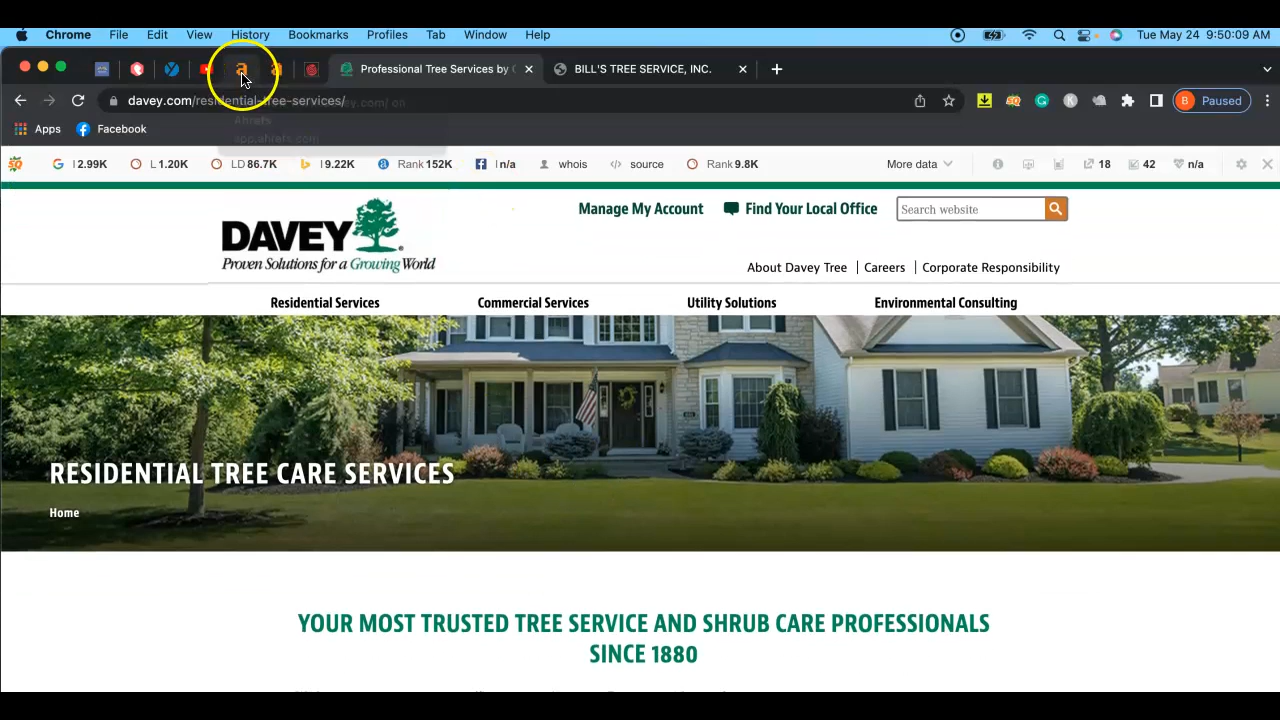 Chrome File Edit View History Bookmarks Profiles Tab Window Help Tue May 24 9:50:09 AM
Professional Tree Services by BILL'S TREE SERVICE, INC.
davey.com/residential-tree-services/ B Paused
Ahrefs
app.ahrefs.com
Apps Facebook
I 2.99K L 1.20K LD 86.7K I 9.22K Rank 152K I n/a whois source Rank 9.8K More data 18 42 n/a
DAVEY
Proven Solutions for a Growing World
Manage My Account Find Your Local Office Search website
About Davey Tree Careers Corporate Responsibility
Residential Services Commercial Services Utility Solutions Environmental Consulting
RESIDENTIAL TREE CARE SERVICES
Home
YOUR MOST TRUSTED TREE SERVICE AND SHRUB CARE PROFESSIONALS
SINCE 1880